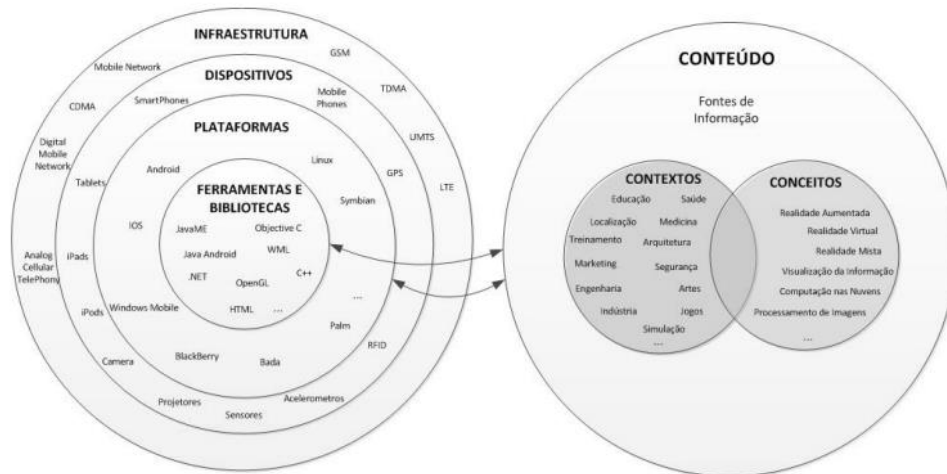 INFRAESTRUTURA
GSM
Mobile Network
TDMA
CDMA
UMTS
Digital
Mobile
Network
LTE
Analog
Cellular
TelePhony
DISPOSITIVOS
SmartPhones
Mobile
Phones
GPS
Tablets
iPads
iPods
Camera
Projetores
Sensores
Acelerometros
RFID
PLATAFORMAS
Android
Linux
Symbian
IOS
Windows Mobile
BlackBerry
Bada
Palm
...
FERRAMENTAS E
BIBLIOTECAS
JavaME
Objective C
Java Android
WML
.NET
C++
OpenGL
HTML
...
CONTEÚDO
Fontes de
Informação
CONTEXTOS
Educação
Saúde
Localização
Medicina
Treinamento
Arquitetura
Marketing
Segurança
Engenharia
Artes
Indústria
Jogos
Simulação
...
CONCEITOS
Realidade Aumentada
Realidade Virtual
Realidade Mista
Visualização da Informação
Computação nas Nuvens
Processamento de Imagens
...